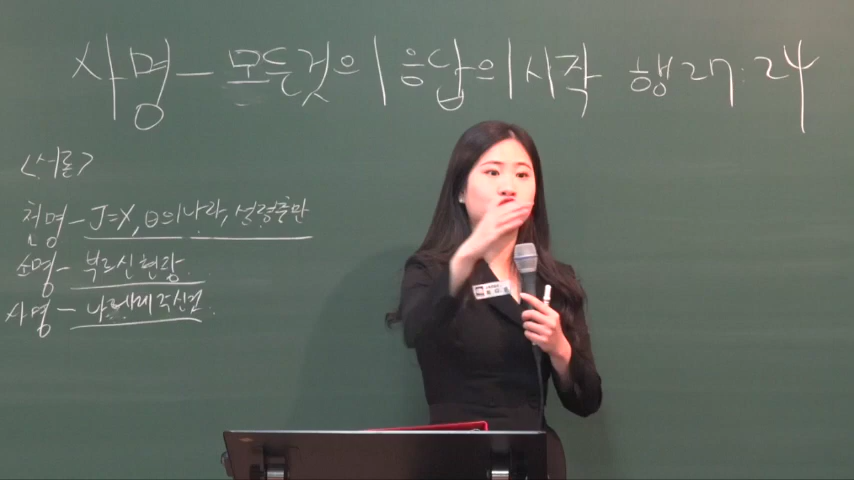 사명 - 모든것의 응답의 시작 행27:24
<서론>
천명 - J=X, θ의나라, 성령충만
소명 - 부르신 현장.
사명 - 나에게 주신것.